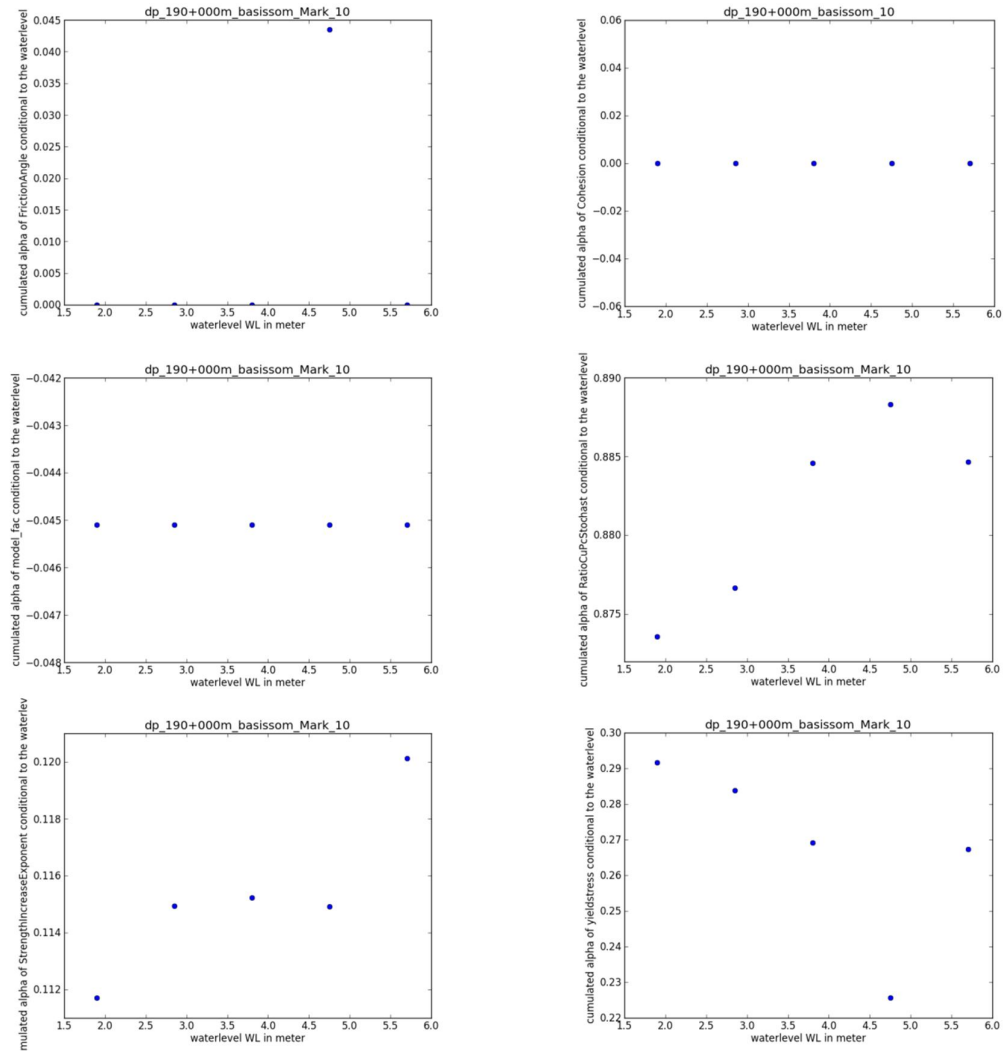 dp_190+000m_basissom_Mark_10
cumulated alpha of FrictionAngle conditional to the waterlevel
0.045
0.040
0.035
0.030
0.025
0.020
0.015
0.010
0.005
0.000
1.5 2.0 2.5 3.0 3.5 4.0 4.5 5.0 5.5 6.0
waterlevel WL in meter
dp_190+000m_basissom_10
cumulated alpha of Cohesion conditional to the waterlevel
0.06
0.04
0.02
0.00
−0.02
−0.04
−0.06
1.5 2.0 2.5 3.0 3.5 4.0 4.5 5.0 5.5 6.0
waterlevel WL in meter
dp_190+000m_basissom_Mark_10
cumulated alpha of model_fac conditional to the waterlevel
−0.042
−0.043
−0.044
−0.045
−0.046
−0.047
−0.048
1.5 2.0 2.5 3.0 3.5 4.0 4.5 5.0 5.5 6.0
waterlevel WL in meter
dp_190+000m_basissom_Mark_10
cumulated alpha of RatioCuPcStochast conditional to the waterlevel
0.890
0.885
0.880
0.875
1.5 2.0 2.5 3.0 3.5 4.0 4.5 5.0 5.5 6.0
waterlevel WL in meter
dp_190+000m_basissom_Mark_10
mulated alpha of StrengthIncreaseExponent conditional to the waterlev
0.120
0.118
0.116
0.114
0.112
1.5 2.0 2.5 3.0 3.5 4.0 4.5 5.0 5.5 6.0
waterlevel WL in meter
dp_190+000m_basissom_Mark_10
cumulated alpha of yieldstress conditional to the waterlevel
0.30
0.29
0.28
0.27
0.26
0.25
0.24
0.23
0.22
1.5 2.0 2.5 3.0 3.5 4.0 4.5 5.0 5.5 6.0
waterlevel WL in meter